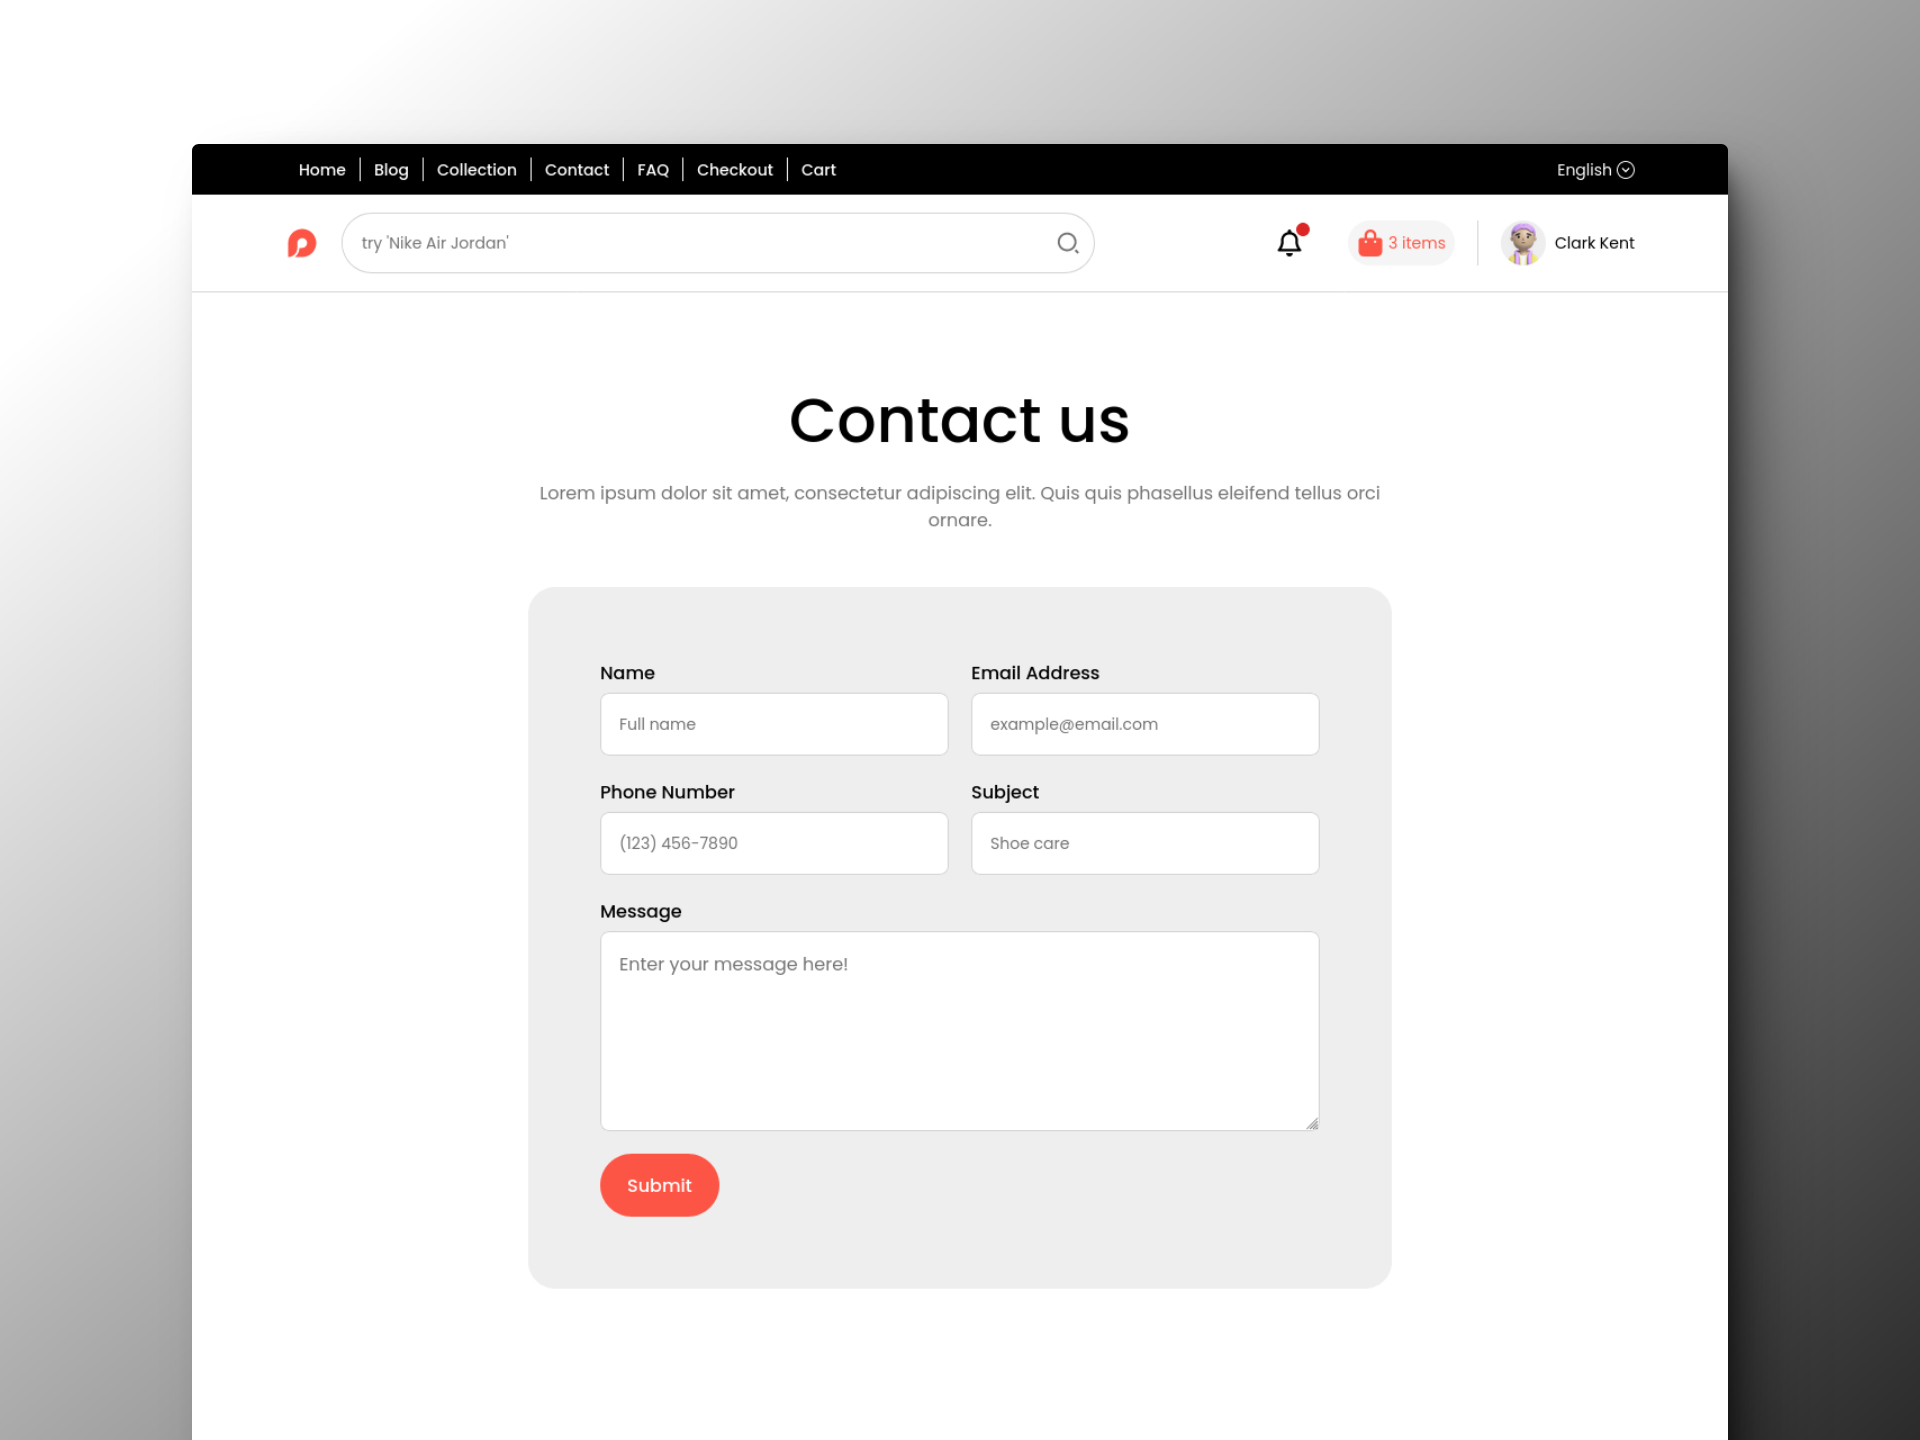 Home Blog Collection Contact FAQ Checkout Cart English
try 'Nike Air Jordan' 3 items Clark Kent
Contact us
Lorem ipsum dolor sit amet, consectetur adipiscing elit. Quis quis phasellus eleifend tellus orci
ornare.
Name Email Address
Full name example@email.com
Phone Number Subject
(123) 456-7890 Shoe care
Message
Enter your message here!
Submit